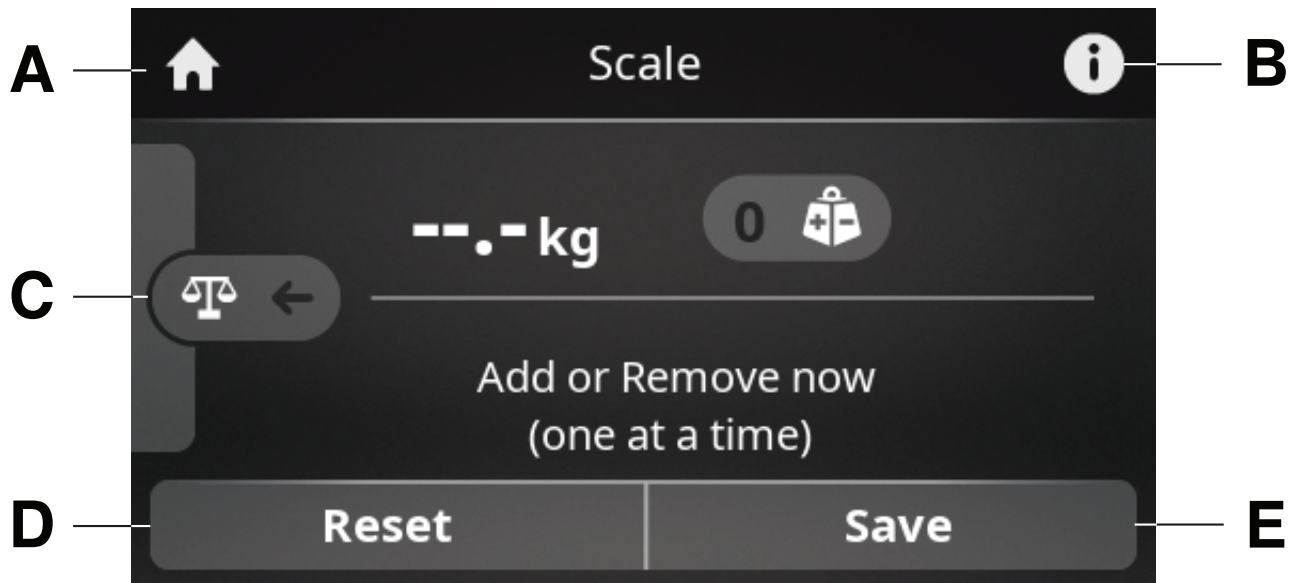 A
Scale
B
--.- kg
0
C
Add or Remove now
(one at a time)
D
Reset
Save
E